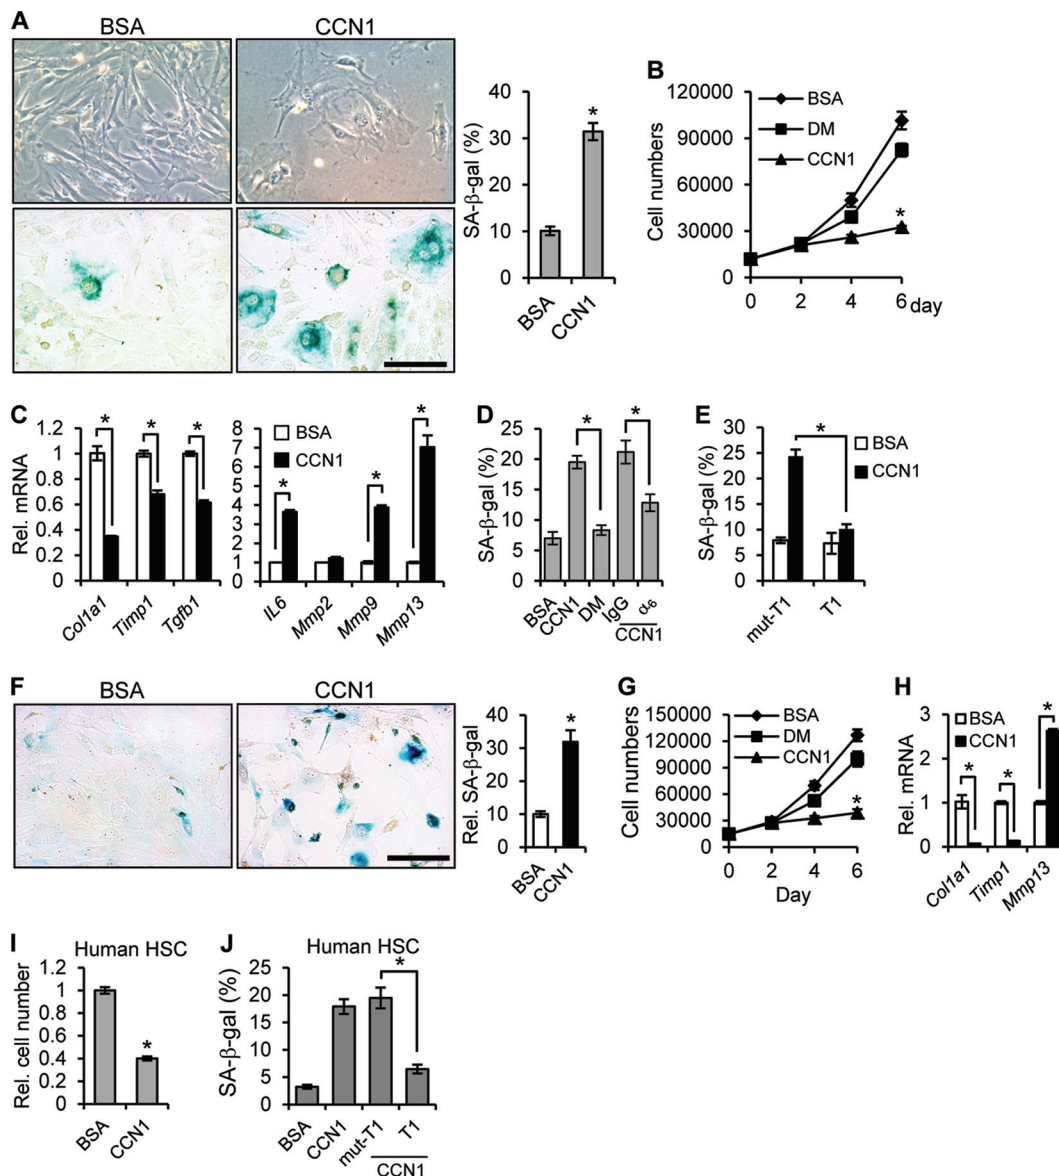 A
BSA
CCN1
SA-β-gal (%)
40
30
20
10
0
*
BSA
CCN1
B
Cell numbers
120000
90000
60000
30000
0
BSA
DM
CCN1
*
0 2 4 6 day
C
Rel. mRNA
1.2
1
0.8
0.6
0.4
0.2
0
* * *
Col1a1
Timp1
Tgfb1
8
7
6
5
4
3
2
1
0
BSA
CCN1
* * *
IL6
Mmp2
Mmp9
Mmp13
D
SA-β-gal (%)
25
20
15
10
5
0
* *
BSA
CCN1
DM
IgG
α6
CCN1
E
SA-β-gal (%)
30
25
20
15
10
5
0
*
BSA
CCN1
mut-T1
T1
F
BSA
CCN1
Rel. SA-β-gal
40
30
20
10
0
*
BSA
CCN1
G
Cell numbers
150000
120000
90000
60000
30000
0
BSA
DM
CCN1
*
0 2 4 6
Day
H
Rel. mRNA
3
2
1
0
BSA
CCN1
* * *
Col1a1
Timp1
Mmp13
I
Human HSC
Rel. cell number
1.2
1
0.8
0.6
0.4
0.2
0
*
BSA
CCN1
J
Human HSC
SA-β-gal (%)
25
20
15
10
5
0
*
BSA
CCN1
mut-T1
T1
CCN1